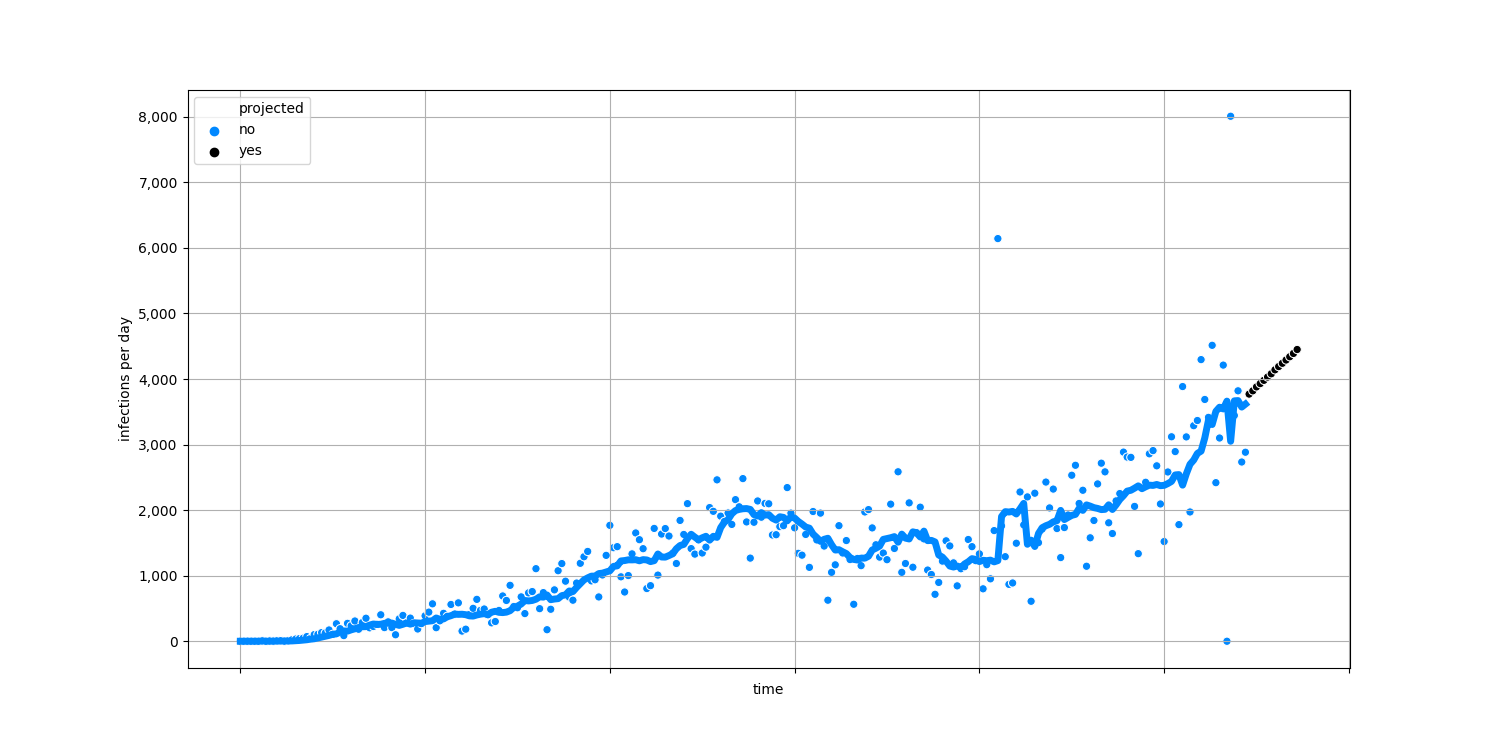 projected
no
yes
8,000
7,000
6,000
5,000
4,000
3,000
2,000
1,000
0
infections per day
time